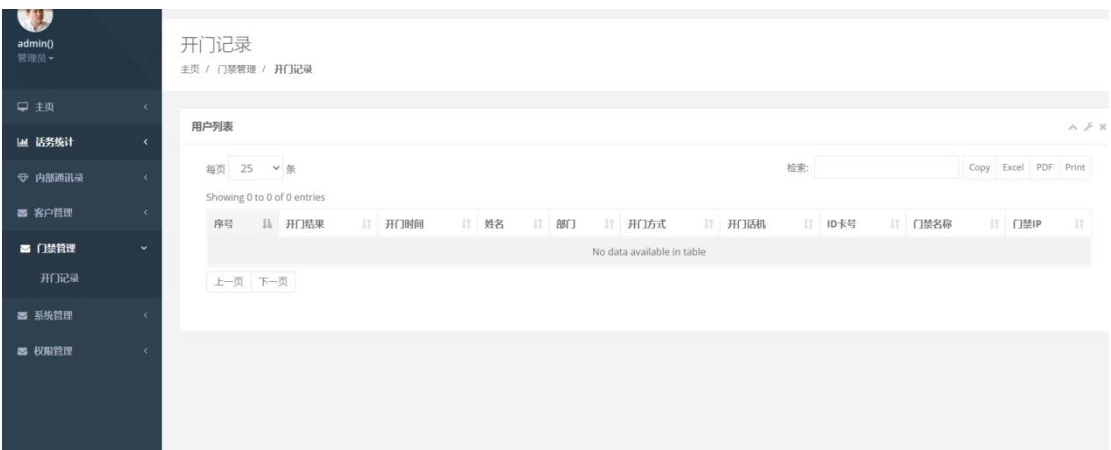 admin()
管理员
主页
话务统计
内部通讯录
客户管理
门禁管理
开门记录
系统管理
权限管理
开门记录
主页 / 门禁管理 / 开门记录
用户列表
每页 25 条
检索:
Copy Excel PDF Print
Showing 0 to 0 of 0 entries
序号 开门结果 开门时间 姓名 部门 开门方式 开门话机 ID卡号 门禁名称 门禁IP
No data available in table
上一页 下一页